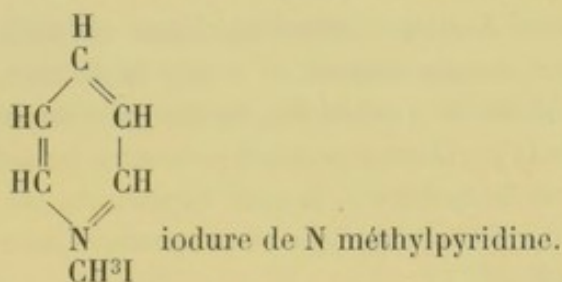 H
C
HC CH
HC CH
N iodure de N méthylpyridine.
CH³I